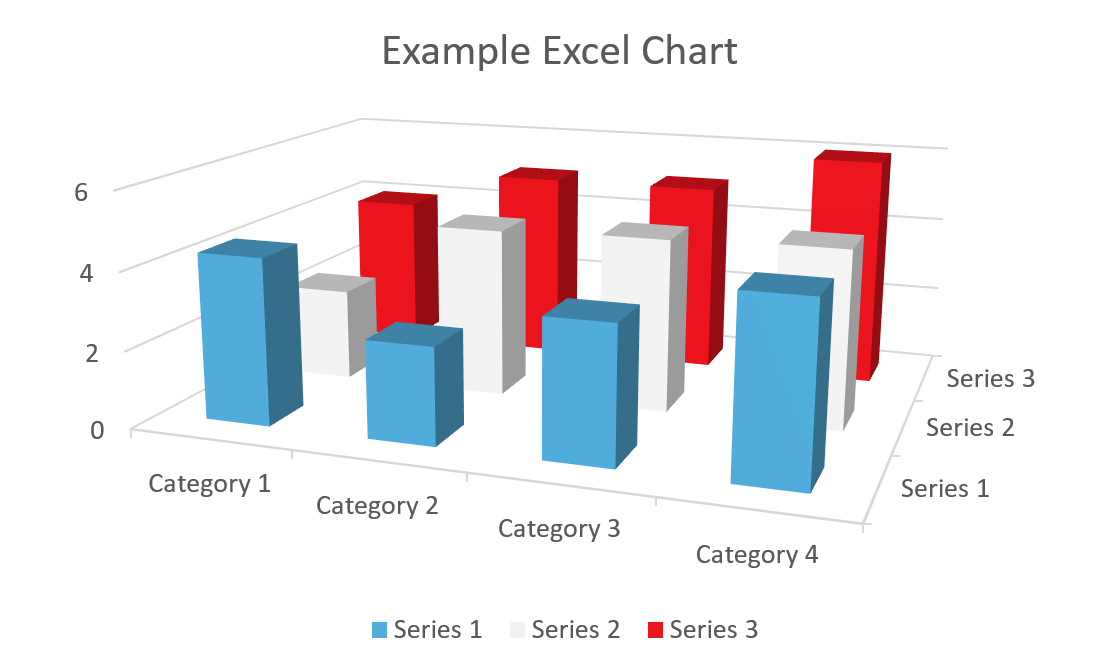 Example Excel Chart
6
4
2
0
Category 1
Category 2
Category 3
Category 4
Series 3
Series 2
Series 1
Series 1 Series 2 Series 3